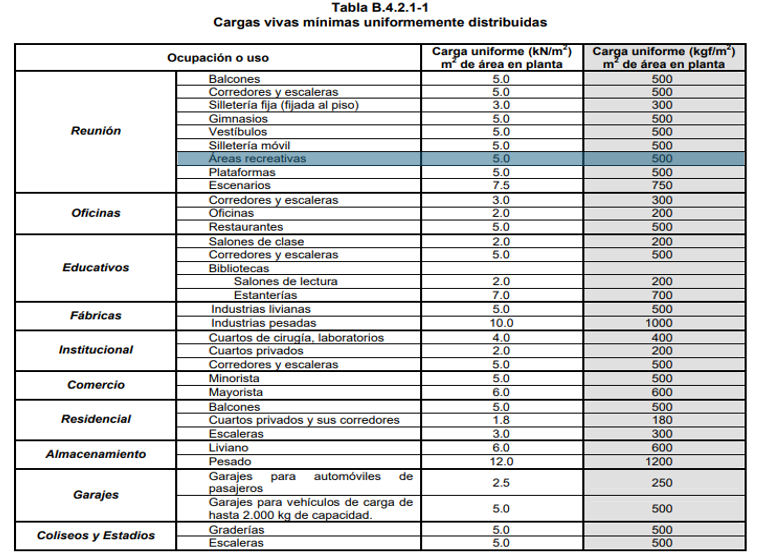 Tabla B.4.2.1-1
Cargas vivas mínimas uniformemente distribuidas
Ocupación o uso Carga uniforme (kN/m²) m² de área en planta Carga uniforme (kgf/m²) m² de área en planta
Reunión
Balcones 5.0 500
Corredores y escaleras 5.0 500
Silletería fija (fijada al piso) 3.0 300
Gimnasios 5.0 500
Vestíbulos 5.0 500
Silletería móvil 5.0 500
Áreas recreativas 5.0 500
Plataformas 5.0 500
Escenarios 7.5 750
Oficinas
Corredores y escaleras 3.0 300
Oficinas 2.0 200
Restaurantes 5.0 500
Educativos
Salones de clase 2.0 200
Corredores y escaleras 5.0 500
Bibliotecas
Salones de lectura 2.0 200
Estanterías 7.0 700
Fábricas
Industrias livianas 5.0 500
Industrias pesadas 10.0 1000
Institucional
Cuartos de cirugía, laboratorios 4.0 400
Cuartos privados 2.0 200
Corredores y escaleras 5.0 500
Comercio
Minorista 5.0 500
Mayorista 6.0 600
Residencial
Balcones 5.0 500
Cuartos privados y sus corredores 1.8 180
Escaleras 3.0 300
Almacenamiento
Liviano 6.0 600
Pesado 12.0 1200
Garajes
Garajes para automóviles de
pasajeros 2.5 250
Garajes para vehículos de carga de
hasta 2.000 kg de capacidad. 5.0 500
Coliseos y Estadios
Graderías 5.0 500
Escaleras 5.0 500